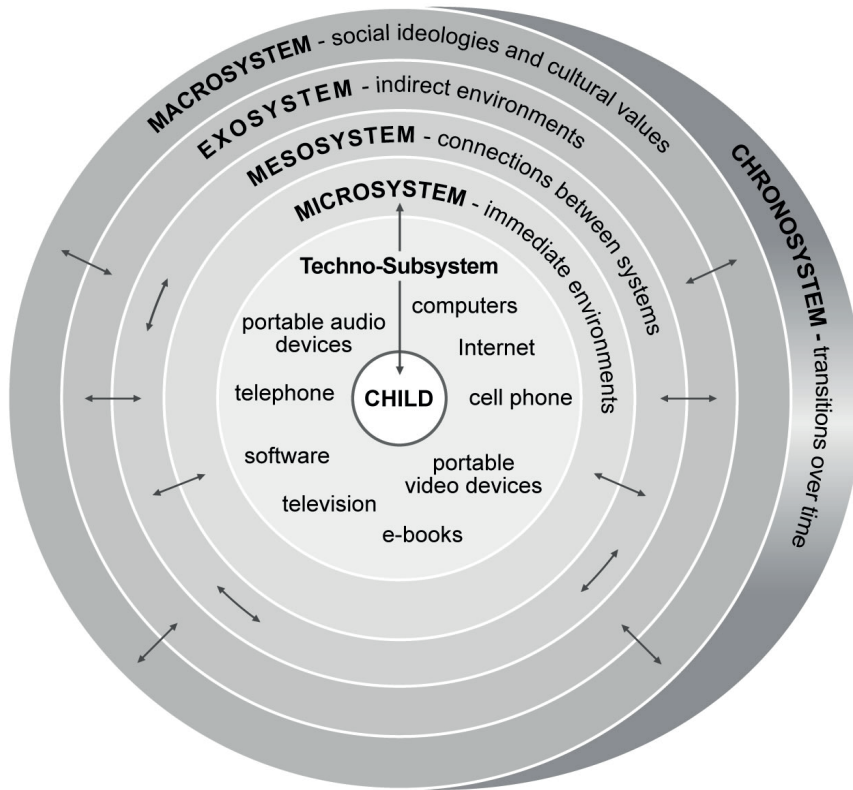 MACROSYSTEM - social ideologies and cultural values
EXOSYSTEM - indirect environments
MESOSYSTEM - connections between systems
MICROSYSTEM - immediate environments
CHRONOSYSTEM - transitions over time
Techno-Subsystem
computers
portable audio
devices
Internet
telephone
CHILD
cell phone
software
portable
video devices
television
e-books